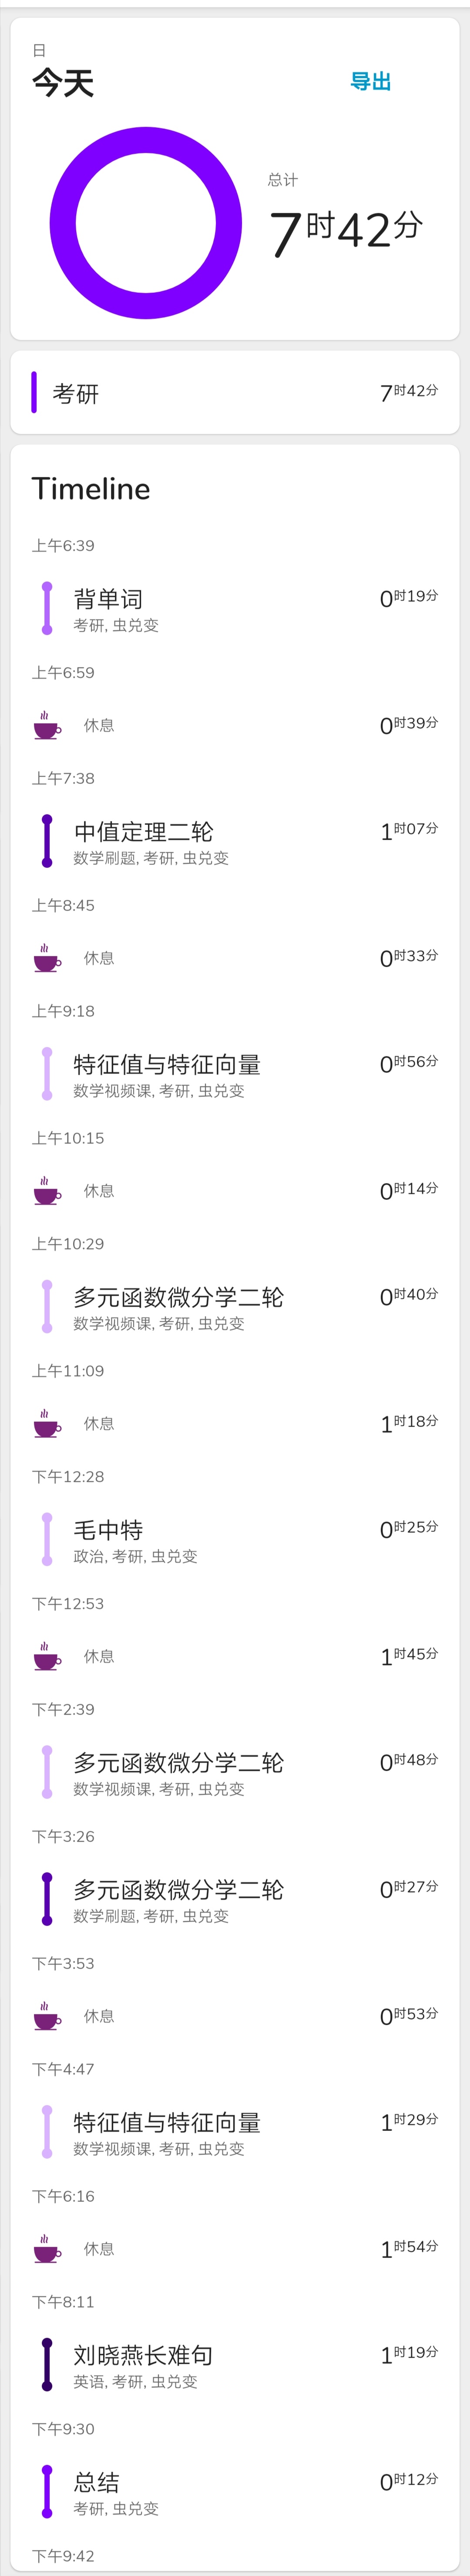 日
今天
导出
总计
7时42分
考研
7时42分
Timeline
上午6:39
背单词
0时19分
考研, 虫兑变
上午6:59
休息
0时39分
上午7:38
中值定理二轮
1时07分
数学刷题, 考研, 虫兑变
上午8:45
休息
0时33分
上午9:18
特征值与特征向量
0时56分
数学视频课, 考研, 虫兑变
上午10:15
休息
0时14分
上午10:29
多元函数微分学二轮
0时40分
数学视频课, 考研, 虫兑变
上午11:09
休息
1时18分
下午12:28
毛中特
0时25分
政治, 考研, 虫兑变
下午12:53
休息
1时45分
下午2:39
多元函数微分学二轮
0时48分
数学视频课, 考研, 虫兑变
下午3:26
多元函数微分学二轮
0时27分
数学刷题, 考研, 虫兑变
下午3:53
休息
0时53分
下午4:47
特征值与特征向量
1时29分
数学视频课, 考研, 虫兑变
下午6:16
休息
1时54分
下午8:11
刘晓燕长难句
1时19分
英语, 考研, 虫兑变
下午9:30
总结
0时12分
考研, 虫兑变
下午9:42